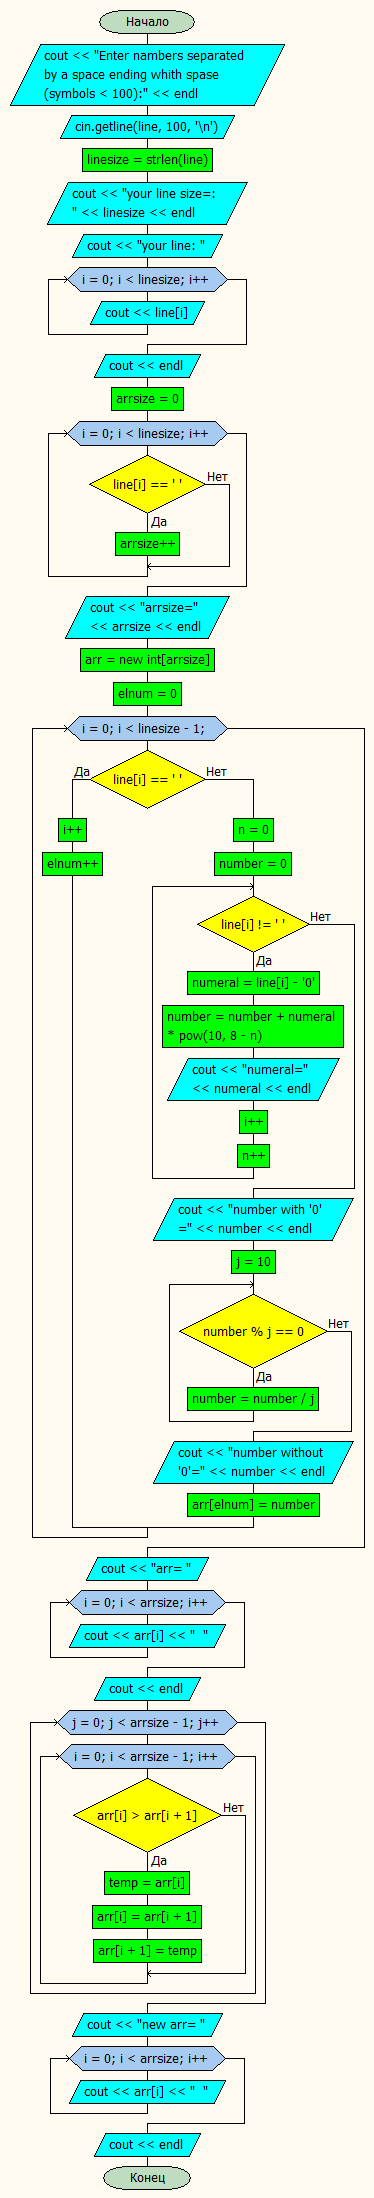 Начало
cout << "Enter nambers separated
by a space ending whith spase
(symbols < 100):" << endl
cin.getline(line, 100, '\n')
linesize = strlen(line)
cout << "your line size=:
" << linesize << endl
cout << "your line: "
i = 0; i < linesize; i++
cout << line[i]
cout << endl
arrsize = 0
i = 0; i < linesize; i++
line[i] == ' '
Нет
Да
arrsize++
cout << "arrsize="
<< arrsize << endl
arr = new int[arrsize]
elnum = 0
i = 0; i < linesize - 1;
Да
line[i] == ' '
Нет
i++
n = 0
elnum++
number = 0
line[i] != ' '
Нет
Да
numeral = line[i] - '0'
number = number + numeral
* pow(10, 8 - n)
cout << "numeral="
<< numeral << endl
i++
n++
cout << "number with '0'
=" << number << endl
j = 10
number % j == 0
Нет
Да
number = number / j
cout << "number without
'0'=" << number << endl
arr[elnum] = number
cout << "arr= "
i = 0; i < arrsize; i++
cout << arr[i] << "  "
cout << endl
j = 0; j < arrsize - 1; j++
i = 0; i < arrsize - 1; i++
arr[i] > arr[i + 1]
Нет
Да
temp = arr[i]
arr[i] = arr[i + 1]
arr[i + 1] = temp
cout << "new arr= "
i = 0; i < arrsize; i++
cout << arr[i] << "  "
cout << endl
Конец